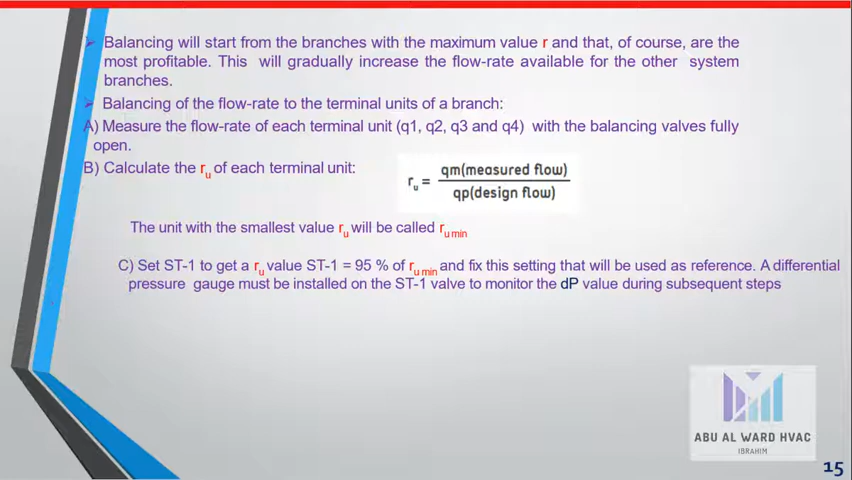 Balancing will start from the branches with the maximum value r and that, of course, are the
most profitable. This will gradually increase the flow-rate available for the other system
branches.
Balancing of the flow-rate to the terminal units of a branch:
A) Measure the flow-rate of each terminal unit (q1, q2, q3 and q4) with the balancing valves fully
open.
B) Calculate the ru of each terminal unit:
ru = qm(measured flow)
qp(design flow)
The unit with the smallest value ru will be called ru min
C) Set ST-1 to get a ru value ST-1 = 95 % of ru min and fix this setting that will be used as reference. A differential
pressure gauge must be installed on the ST-1 valve to monitor the dP value during subsequent steps
ABU AL WARD HVAC
IBRAHIM
15